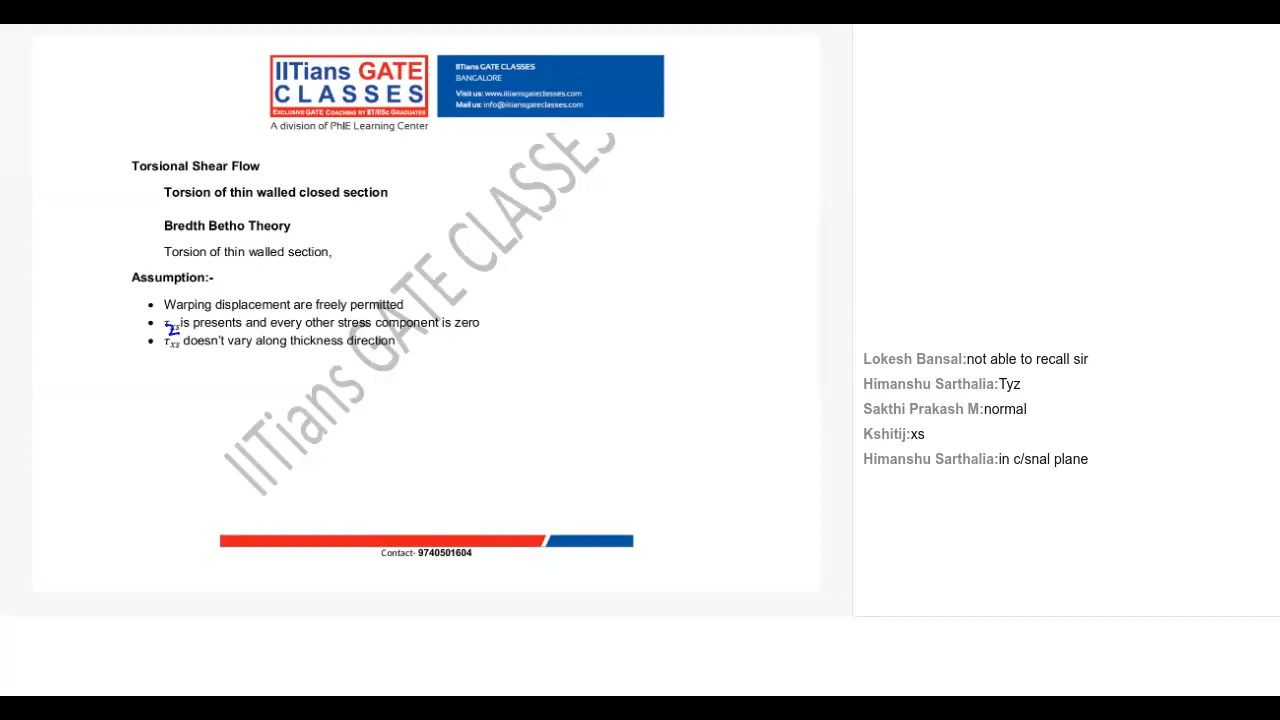 IITians GATE
CLASSES
EXCLUSIVE GATE COACHING BY IIT/IISc GRADUATES
A division of PhIE Learning Center
IITians GATE CLASSES
BANGALORE
Visit us: www.iitiansgateclasses.com
Mail us: info@iitiansgateclasses.com
Torsional Shear Flow
Torsion of thin walled closed section
Bredth Betho Theory
Torsion of thin walled section,
Assumption:-
• Warping displacement are freely permitted
• τxs is presents and every other stress component is zero
z
• τxs doesn't vary along thickness direction
IITians GATE CLASSES
Contact- 9740501604
Lokesh Bansal:not able to recall sir
Himanshu Sarthalia:Tyz
Sakthi Prakash M:normal
Kshitij:xs
Himanshu Sarthalia:in c/snal plane